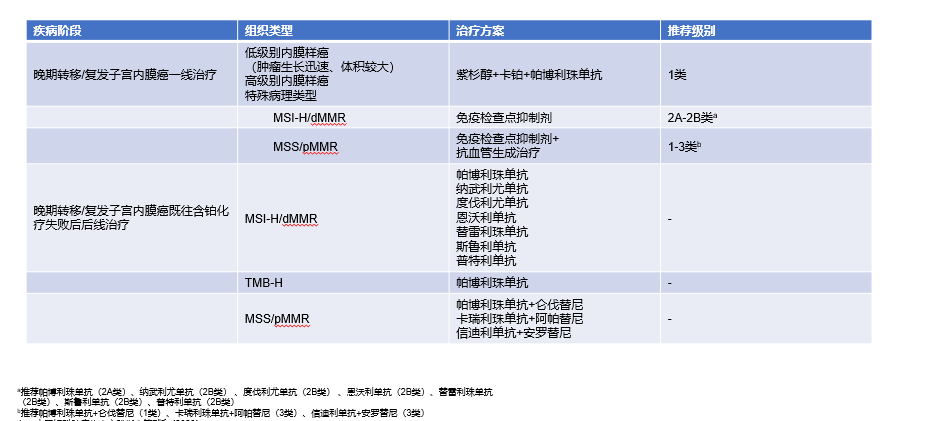 疾病阶段 组织类型 治疗方案 推荐级别
晚期转移/复发子宫内膜癌一线治疗
低级别内膜样癌
（肿瘤生长迅速、体积较大）
高级别内膜样癌
特殊病理类型
紫杉醇+卡铂+帕博利珠单抗
1类
MSI-H/dMMR
免疫检查点抑制剂
2A-2B类a
MSS/pMMR
免疫检查点抑制剂+
抗血管生成治疗
1-3类b
晚期转移/复发子宫内膜癌既往含铂化
疗失败后后线治疗
MSI-H/dMMR
帕博利珠单抗
纳武利尤单抗
度伐利尤单抗
恩沃利单抗
替雷利珠单抗
斯鲁利单抗
普特利单抗
-
TMB-H
帕博利珠单抗
-
MSS/pMMR
帕博利珠单抗+仑伐替尼
卡瑞利珠单抗+阿帕替尼
信迪利单抗+安罗替尼
-
a推荐帕博利珠单抗（2A类）、纳武利尤单抗（2B类）、度伐利尤单抗（2B类）、恩沃利单抗（2B类）、替雷利珠单抗
（2B类）、斯鲁利单抗（2B类）、普特利单抗（2B类）
b推荐帕博利珠单抗+仑伐替尼（1类）、卡瑞利珠单抗+阿帕替尼（3类）、信迪利单抗+安罗替尼（3类）